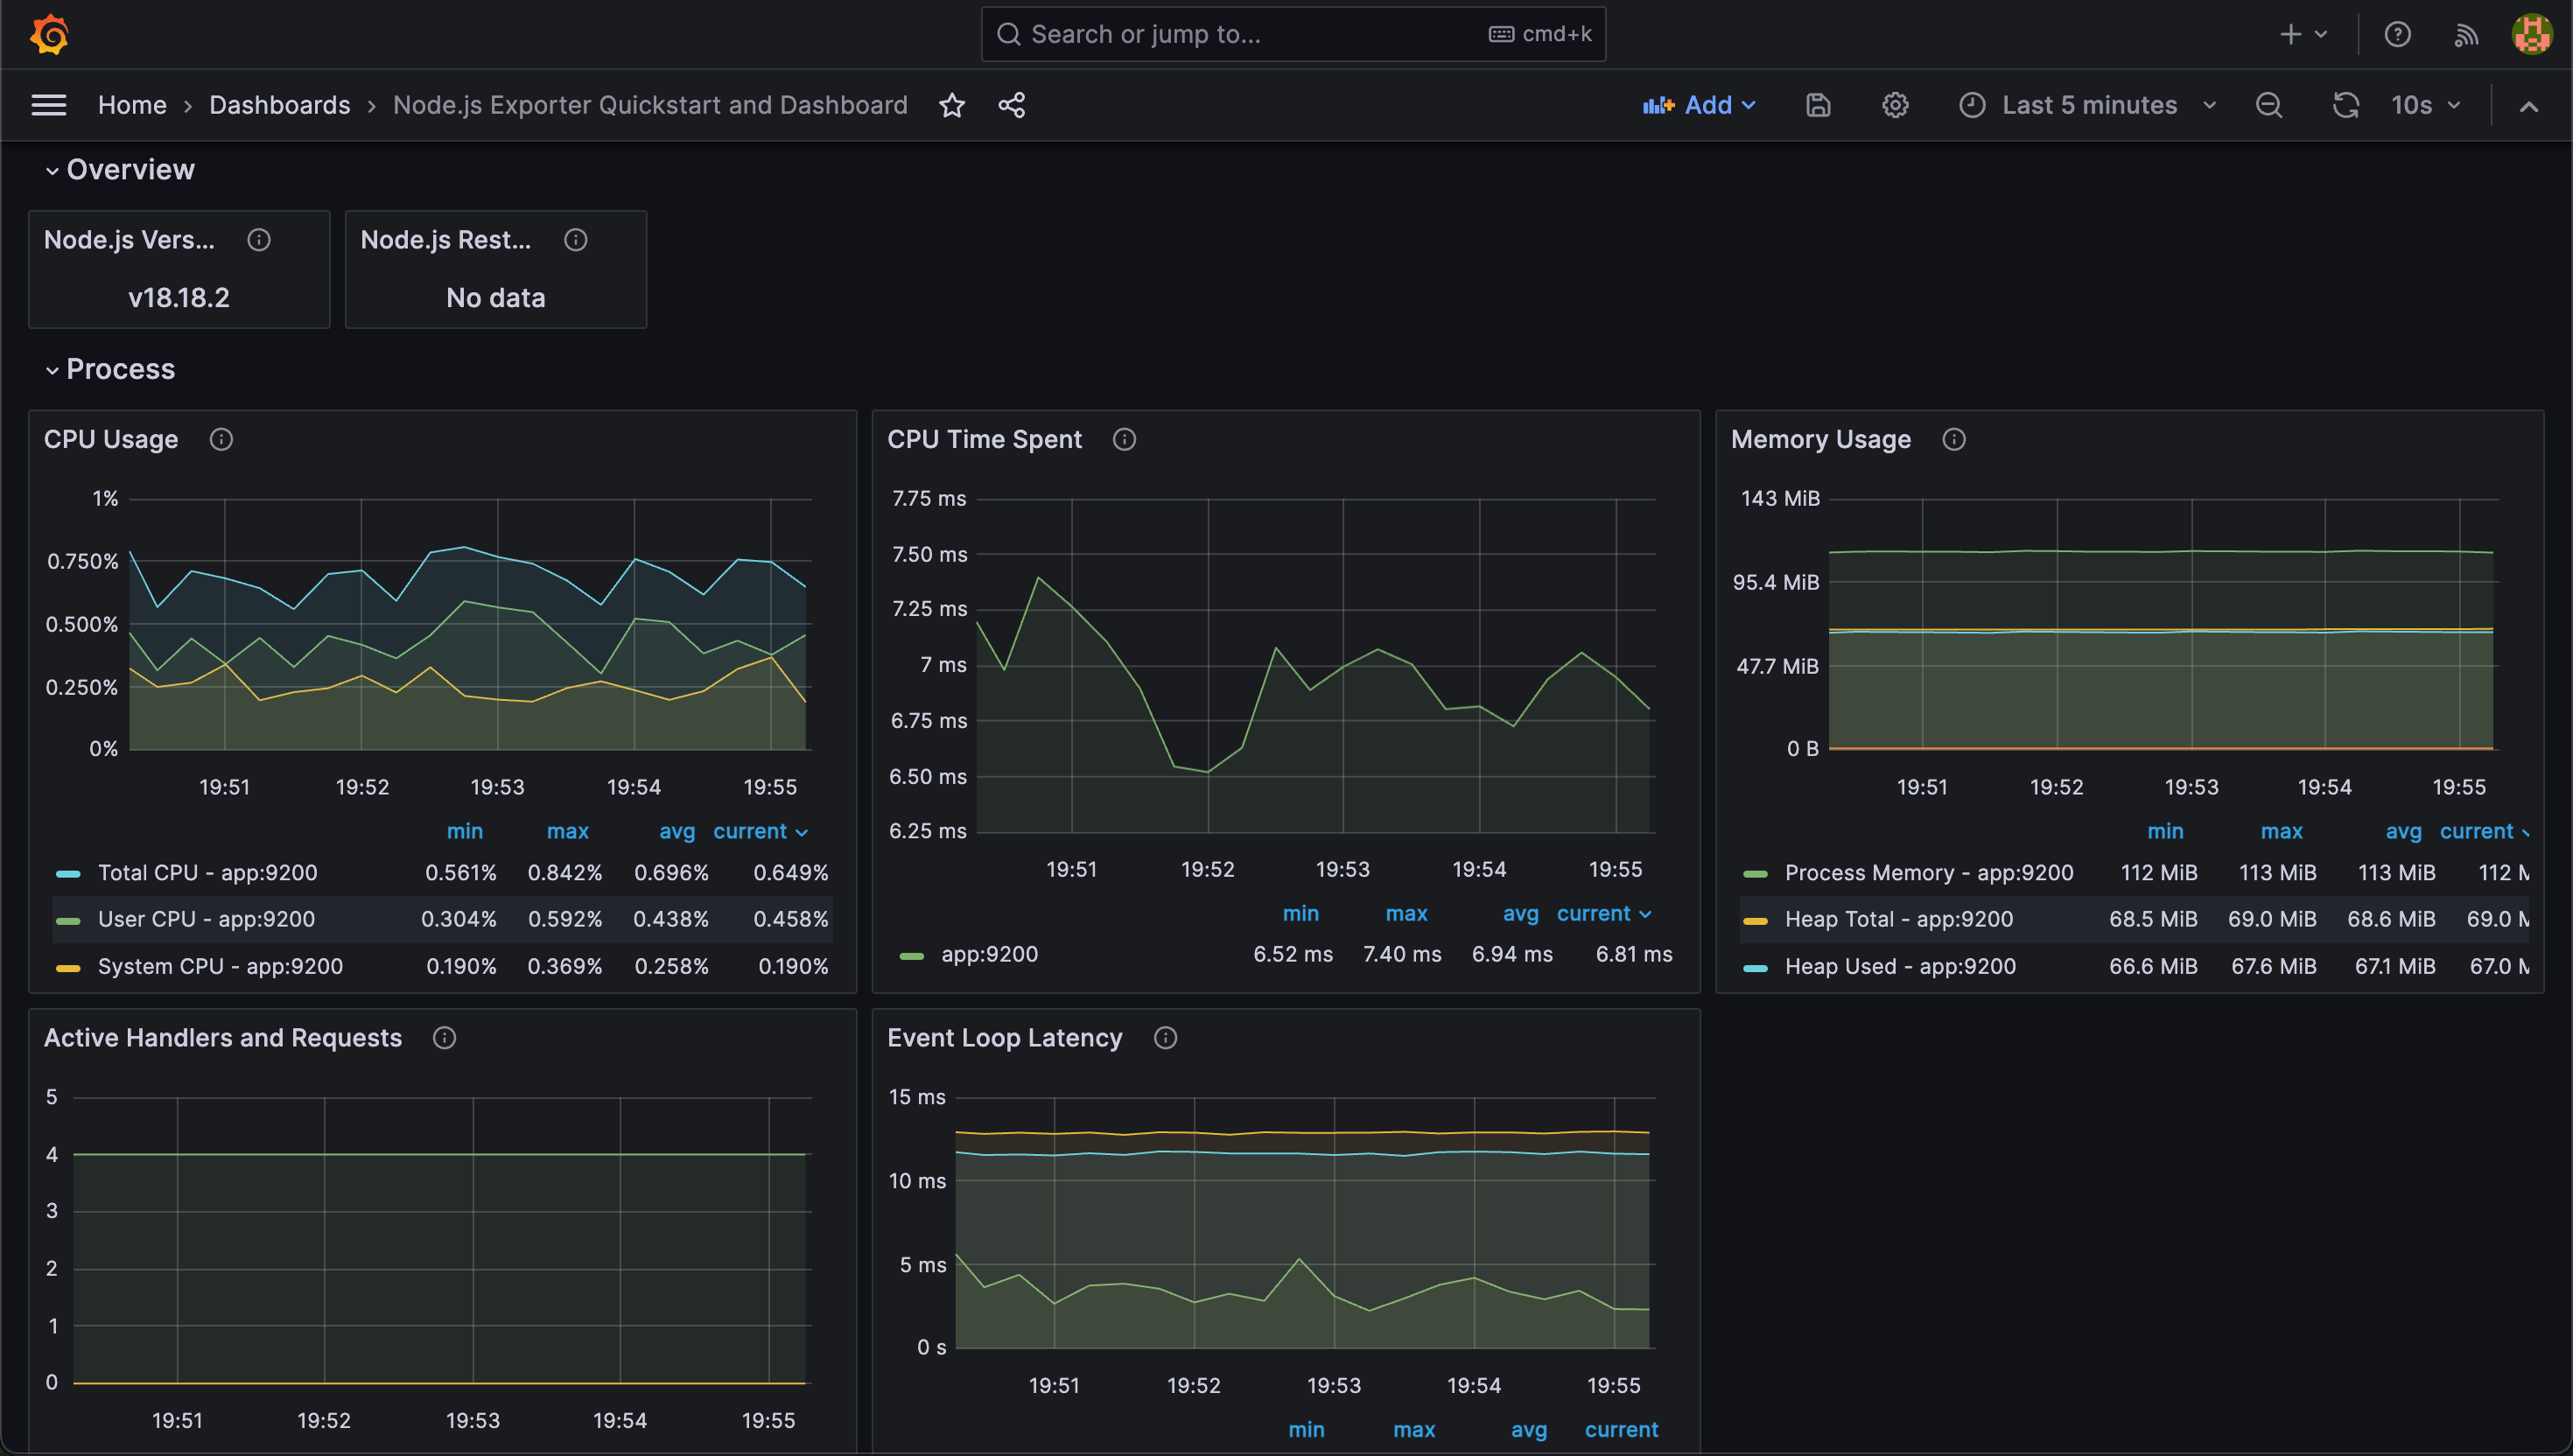 Search or jump to... cmd+k
Home › Dashboards › Node.js Exporter Quickstart and Dashboard
Add
Last 5 minutes
10s
Overview
Node.js Vers...
v18.18.2
Node.js Rest...
No data
Process
CPU Usage
1%
0.750%
0.500%
0.250%
0%
19:51 19:52 19:53 19:54 19:55
min max avg current
Total CPU - app:9200 0.561% 0.842% 0.696% 0.649%
User CPU - app:9200 0.304% 0.592% 0.438% 0.458%
System CPU - app:9200 0.190% 0.369% 0.258% 0.190%
CPU Time Spent
7.75 ms
7.50 ms
7.25 ms
7 ms
6.75 ms
6.50 ms
6.25 ms
19:51 19:52 19:53 19:54 19:55
min max avg current
app:9200 6.52 ms 7.40 ms 6.94 ms 6.81 ms
Memory Usage
143 MiB
95.4 MiB
47.7 MiB
0 B
19:51 19:52 19:53 19:54 19:55
min max avg current
Process Memory - app:9200 112 MiB 113 MiB 113 MiB 112
Heap Total - app:9200 68.5 MiB 69.0 MiB 68.6 MiB 69.0
Heap Used - app:9200 66.6 MiB 67.6 MiB 67.1 MiB 67.0
Active Handlers and Requests
5
4
3
2
1
0
19:51 19:52 19:53 19:54 19:55
Event Loop Latency
15 ms
10 ms
5 ms
0 s
19:51 19:52 19:53 19:54 19:55
min max avg current